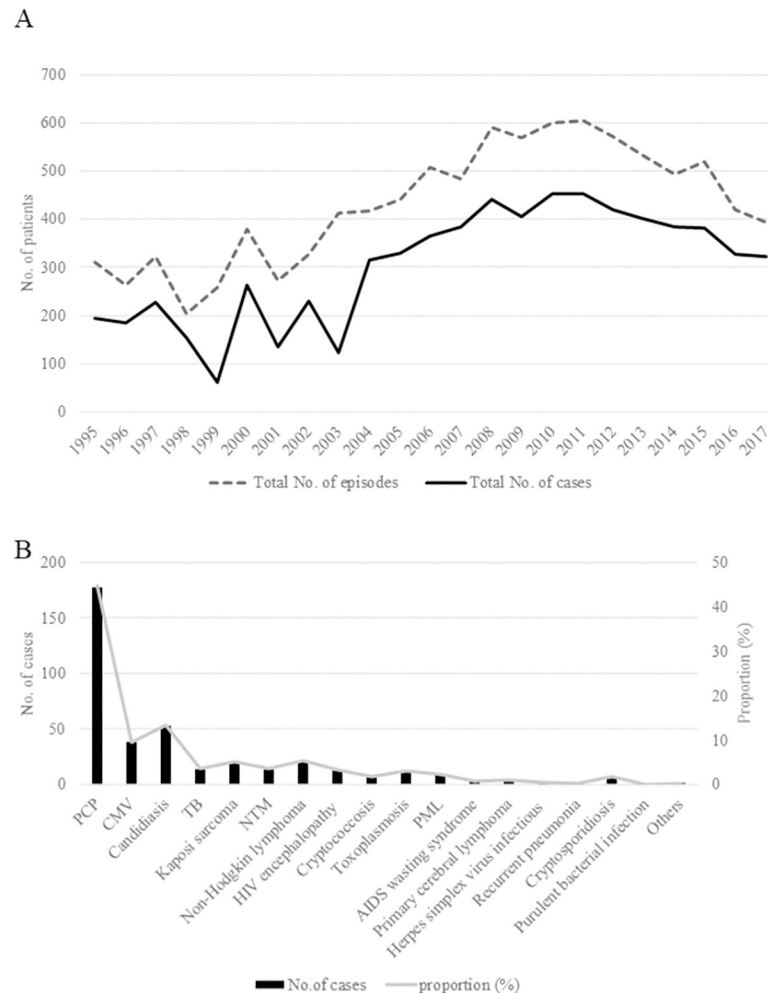 A
700
600
500
400
300
200
100
0
No. of patients
1995
1996
1997
1998
1999
2000
2001
2002
2003
2004
2005
2006
2007
2008
2009
2010
2011
2012
2013
2014
2015
2016
2017
Total No. of episodes
Total No. of cases
B
200
150
100
50
0
No. of cases
50
40
30
20
10
0
Proportion (%)
PCP
CMV
Candidiasis
TB
Kaposi sarcoma
NTM
Non-Hodgkin lymphoma
HIV encephalopathy
Cryptococcosis
Toxoplasmosis
PML
AIDS wasting syndrome
Primary cerebral lymphoma
Herpes simplex virus infectious
Recurrent pneumonia
Cryptosporidiosis
Purulent bacterial infection
Others
No.of cases
proportion (%)